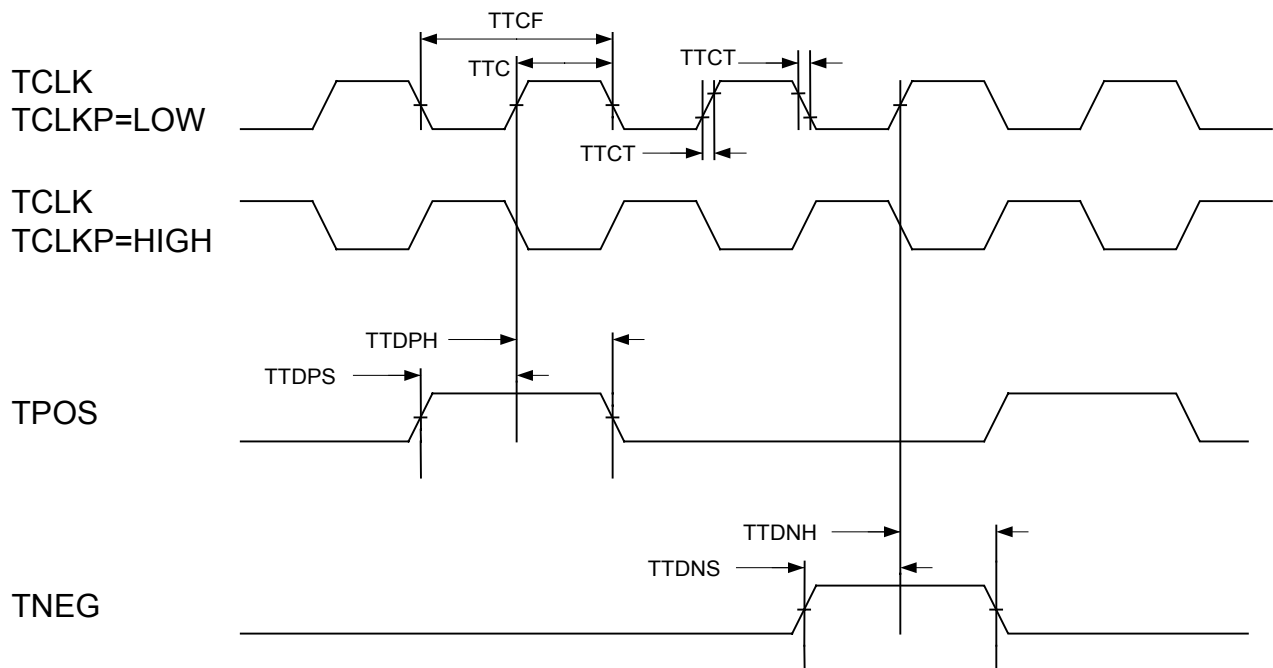 TTCF
TTC
TTCT
TCLK
TCLKP=LOW
TTCT
TCLK
TCLKP=HIGH
TTDPH
TTDPS
TPOS
TTDNH
TTDNS
TNEG